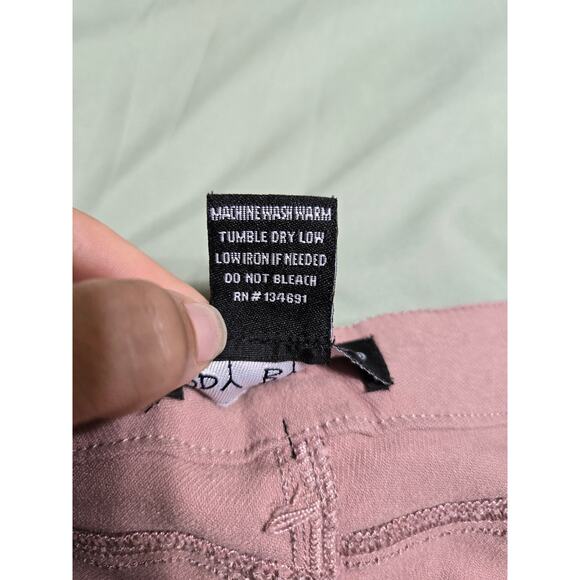 MACHINE WASH WARM
TUMBLE DRY LOW
LOW IRON IF NEEDED
DO NOT BLEACH
RN # 134691